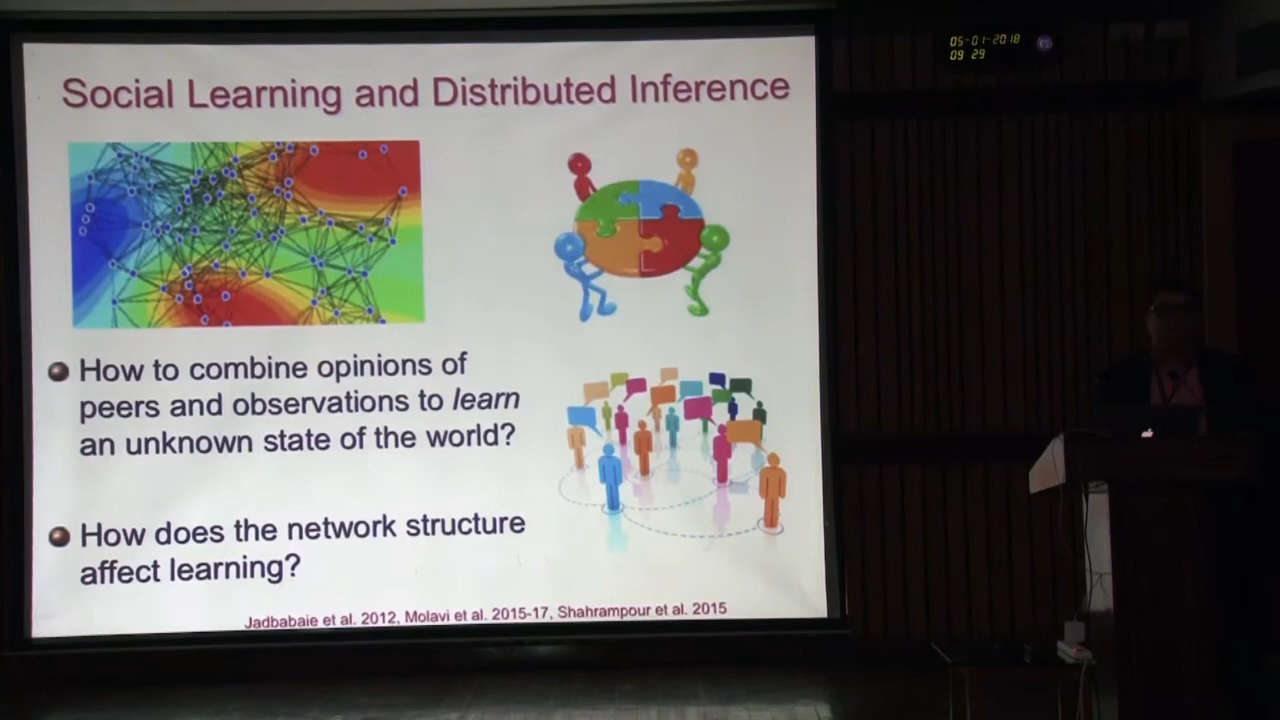 05-01-2018
09 29
Social Learning and Distributed Inference
How to combine opinions of
peers and observations to learn
an unknown state of the world?
How does the network structure
affect learning?
Jadbabaie et al. 2012, Molavi et al. 2015-17, Shahrampour et al. 2015